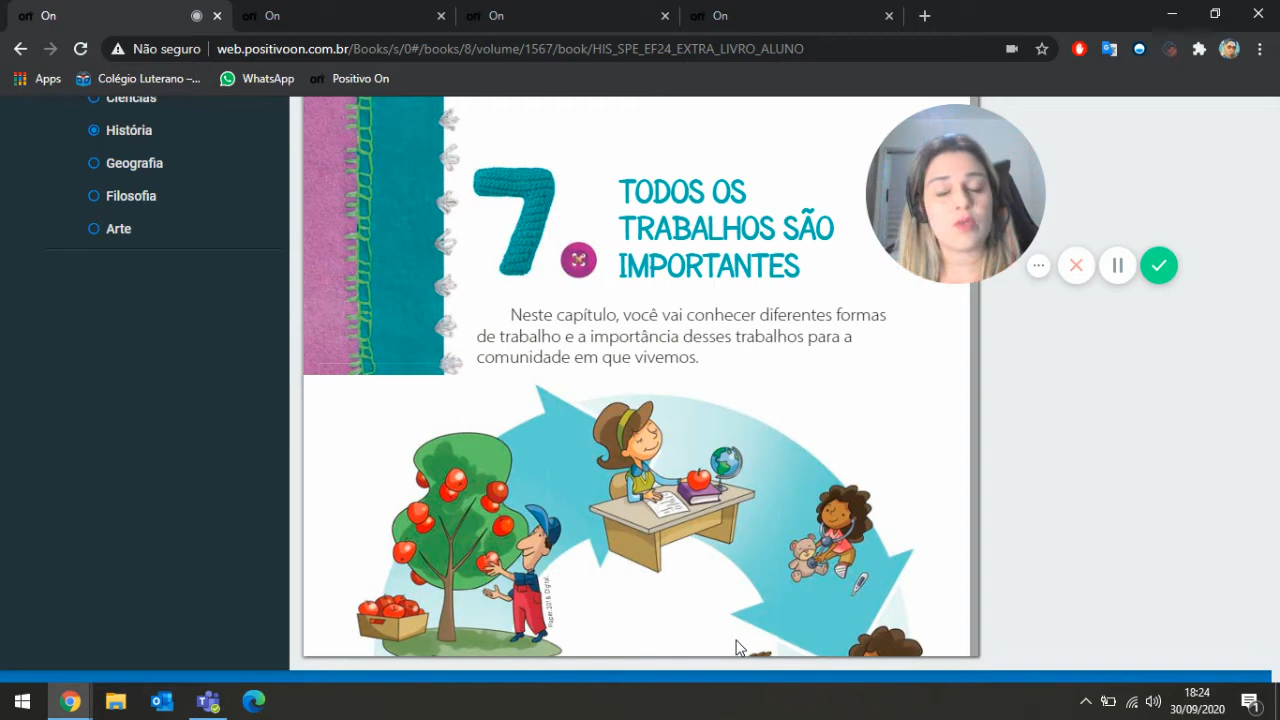 On
On
On
On
Não seguro
web.positivoon.com.br/Books/s/0#/books/8/volume/1567/book/HIS_SPE_EF24_EXTRA_LIVRO_ALUNO
Apps
Colégio Luterano –...
WhatsApp
Positivo On
Ciências
História
Geografia
Filosofia
Arte
7
TODOS OS
TRABALHOS SÃO
IMPORTANTES
Neste capítulo, você vai conhecer diferentes formas
de trabalho e a importância desses trabalhos para a
comunidade em que vivemos.
18:24
30/09/2020
1